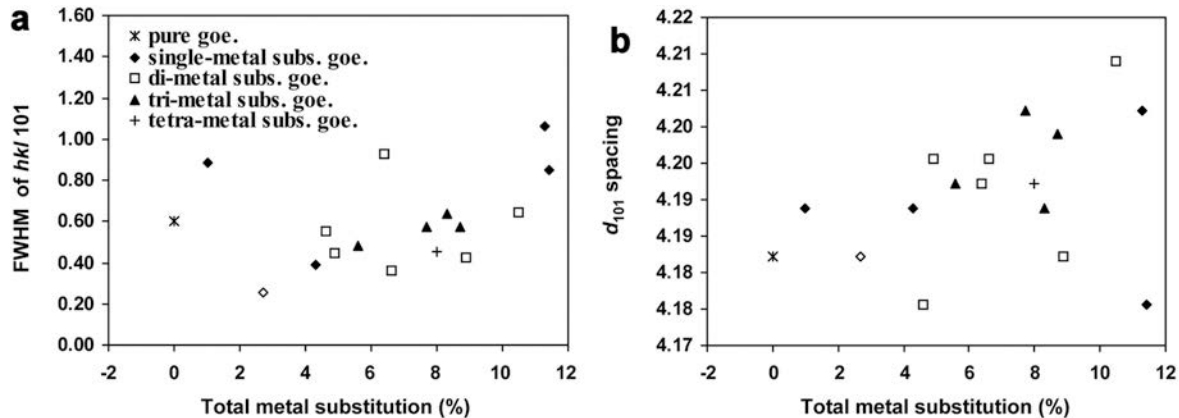 a
FWHM of hkl 101
1.60
1.40
1.20
1.00
0.80
0.60
0.40
0.20
0.00
pure goe.
single-metal subs. goe.
di-metal subs. goe.
tri-metal subs. goe.
tetra-metal subs. goe.
-2 0 2 4 6 8 10 12
Total metal substitution (%)
b
d101 spacing
4.22
4.21
4.21
4.20
4.20
4.19
4.19
4.18
4.18
4.17
-2 0 2 4 6 8 10 12
Total metal substitution (%)